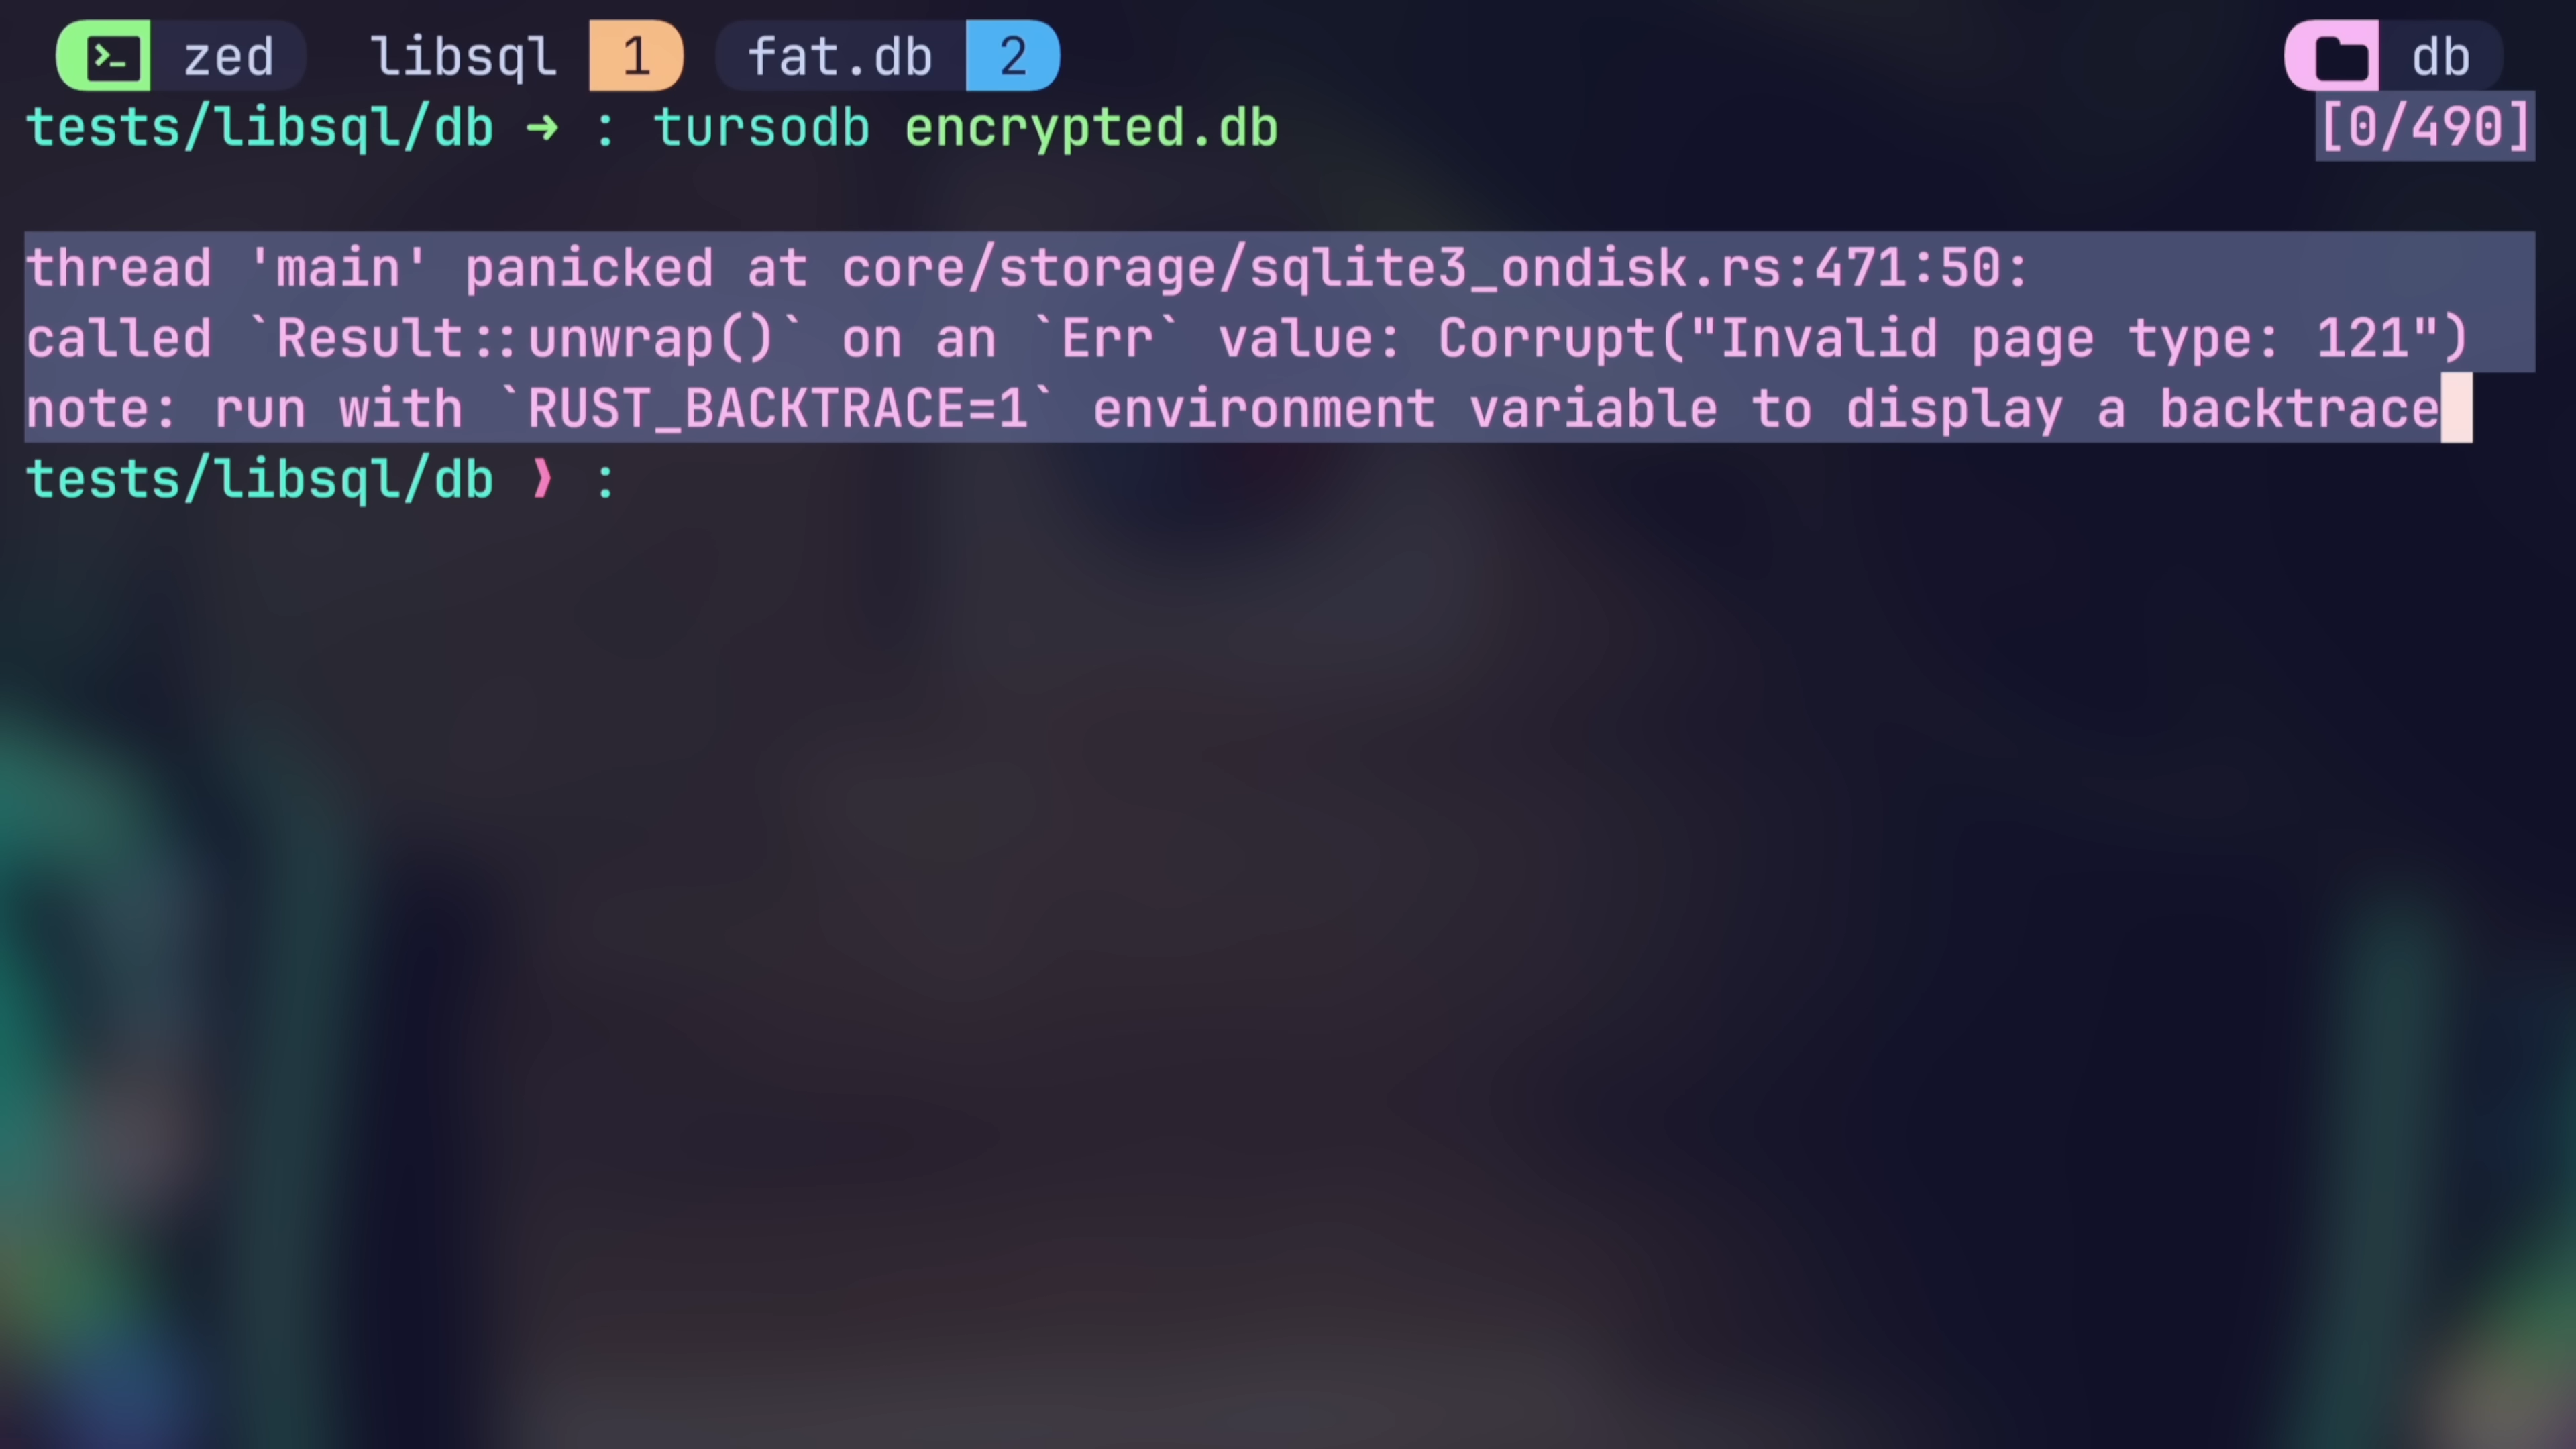 zed libsql 1 fat.db 2 db
tests/libsql/db → : tursodb encrypted.db [0/490]
thread 'main' panicked at core/storage/sqlite3_ondisk.rs:471:50:
called `Result::unwrap()` on an `Err` value: Corrupt("Invalid page type: 121")
note: run with `RUST_BACKTRACE=1` environment variable to display a backtrace
tests/libsql/db ❯ :